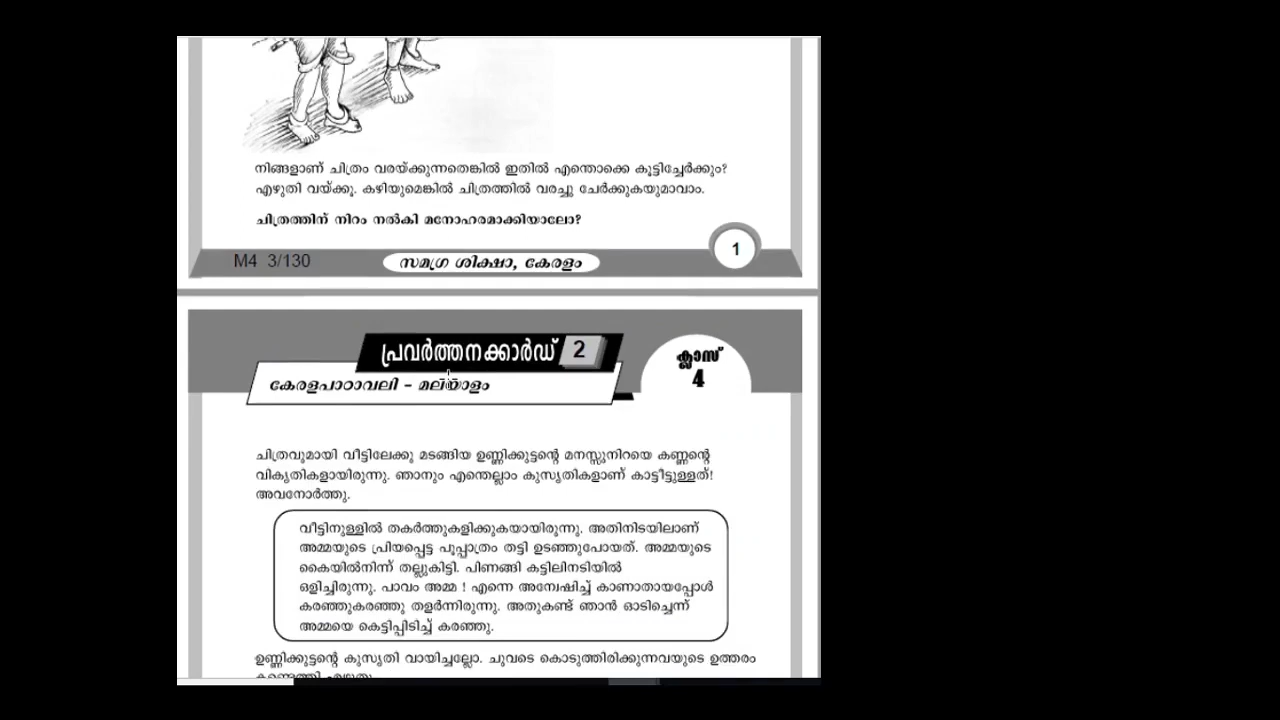 നിങ്ങളാണ് ചിത്രം വരയ്ക്കുന്നതെങ്കിൽ ഇതിൽ എന്തൊക്കെ കൂട്ടിച്ചേർക്കും?
എഴുതി വയ്ക്കൂ. കഴിയുമെങ്കിൽ ചിത്രത്തിൽ വരച്ചു ചേർക്കുകയുമാവാം.
ചിത്രത്തിന് നിറം നൽകി മനോഹരമാക്കിയാലോ?
1
M4 3/130
സമഗ്ര ശിക്ഷാ, കേരളം
പ്രവർത്തനക്കാർഡ് 2
ക്ലാസ്
4
കേരളപാഠാവലി - മലയാളം
ചിത്രവുമായി വീട്ടിലേക്കു മടങ്ങിയ ഉണ്ണിക്കുട്ടന്റെ മനസ്സുനിറയെ കണ്ണന്റെ
വികൃതികളായിരുന്നു. ഞാനും എന്തെല്ലാം കുസൃതികളാണ് കാട്ടീട്ടുള്ളത്!
അവനോർത്തു.
വീട്ടിനുള്ളിൽ തകർത്തുകളിക്കുകയായിരുന്നു. അതിനിടയിലാണ്
അമ്മയുടെ പ്രിയപ്പെട്ട പൂപ്പാത്രം തട്ടി ഉടഞ്ഞുപോയത്. അമ്മയുടെ
കൈയിൽനിന്ന് തല്ലുകിട്ടി. പിണങ്ങി കട്ടിലിനടിയിൽ
ഒളിച്ചിരുന്നു. പാവം അമ്മ ! എന്നെ അന്വേഷിച്ച് കാണാതായപ്പോൾ
കരഞ്ഞുകരഞ്ഞു തളർന്നിരുന്നു. അതുകണ്ട് ഞാൻ ഓടിച്ചെന്ന്
അമ്മയെ കെട്ടിപ്പിടിച്ച് കരഞ്ഞു.
ഉണ്ണിക്കുട്ടന്റെ കുസൃതി വായിച്ചല്ലോ. ചുവടെ കൊടുത്തിരിക്കുന്നവയുടെ ഉത്തരം